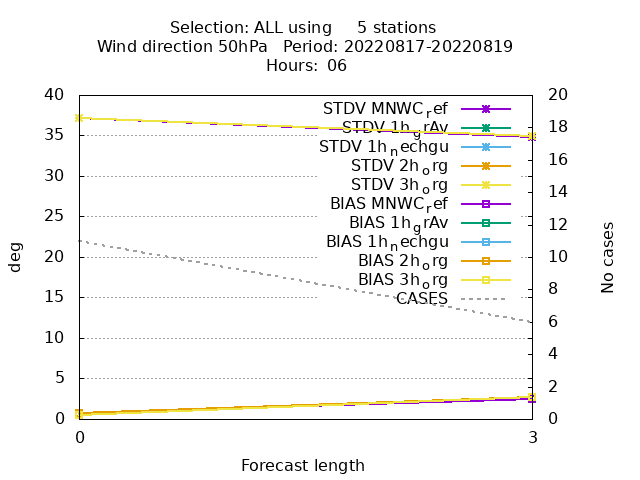 Selection: ALL using     5 stations
Wind direction 50hPa   Period: 20220817-20220819
Hours: 06
40
35
30
25
20
15
10
5
0
deg
20
18
16
14
12
10
8
6
4
2
0
No cases
STDV MNWC_ref
STDV 1h_grAv
STDV 1h_nechgu
STDV 2h_org
STDV 3h_org
BIAS MNWC_ref
BIAS 1h_grAv
BIAS 1h_nechgu
BIAS 2h_org
BIAS 3h_org
CASES
0
3
Forecast length